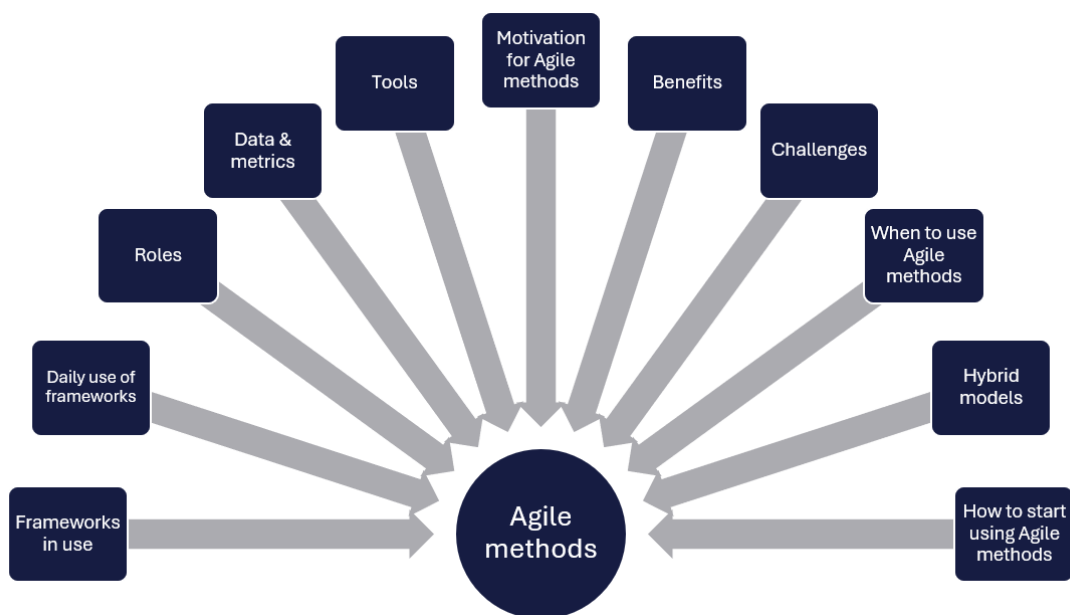 Motivation
for Agile
methods
Tools
Benefits
Data &
metrics
Challenges
Roles
When to use
Agile
methods
Daily use of
frameworks
Hybrid
models
Frameworks
in use
Agile
methods
How to start
using Agile
methods